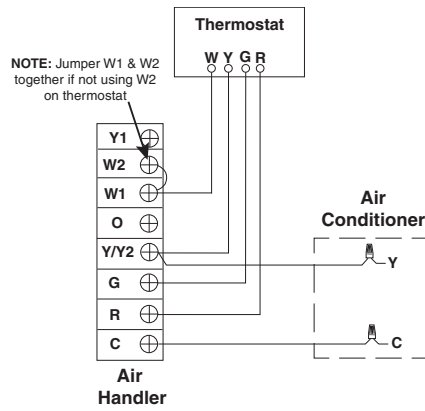 Thermostat
W Y G R
NOTE: Jumper W1 & W2
together if not using W2
on thermostat
Y1
W2
W1
O
Y/Y2
G
R
C
Air
Handler
Air
Conditioner
Y
C